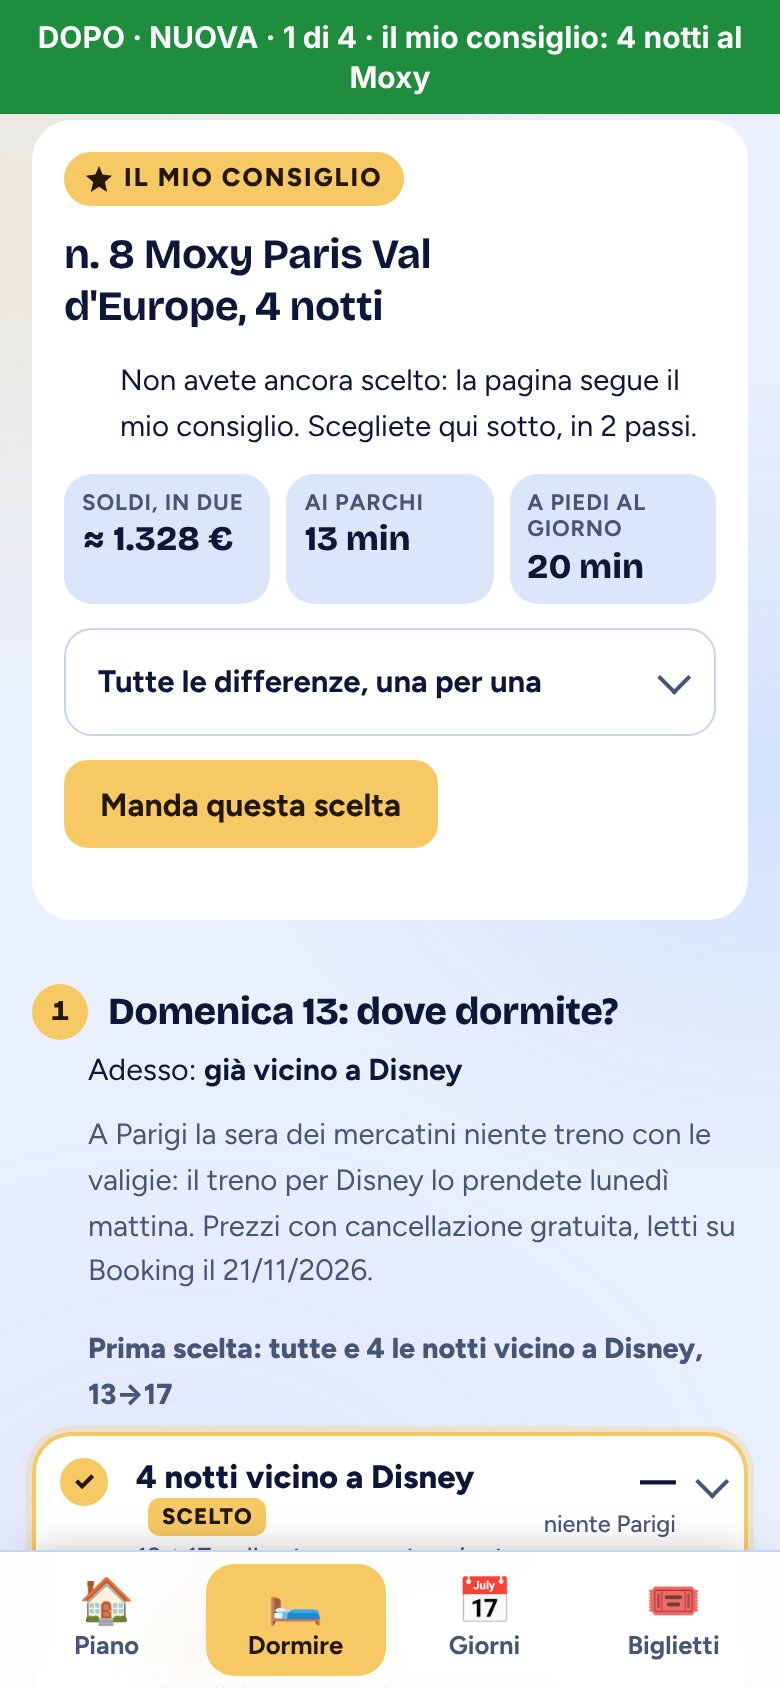 DOPO · NUOVA · 1 di 4 · il mio consiglio: 4 notti al
Moxy
IL MIO CONSIGLIO
n. 8 Moxy Paris Val
d'Europe, 4 notti
Non avete ancora scelto: la pagina segue il
mio consiglio. Scegliete qui sotto, in 2 passi.
SOLDI, IN DUE
≈ 1.328 €
AI PARCHI
13 min
A PIEDI AL
GIORNO
20 min
Tutte le differenze, una per una
Manda questa scelta
1 Domenica 13: dove dormite?
Adesso: già vicino a Disney
A Parigi la sera dei mercatini niente treno con le
valigie: il treno per Disney lo prendete lunedì
mattina. Prezzi con cancellazione gratuita, letti su
Booking il 21/11/2026.
Prima scelta: tutte e 4 le notti vicino a Disney,
13→17
4 notti vicino a Disney
—
SCELTO
niente Parigi
July
17
Piano
Dormire
Giorni
Biglietti